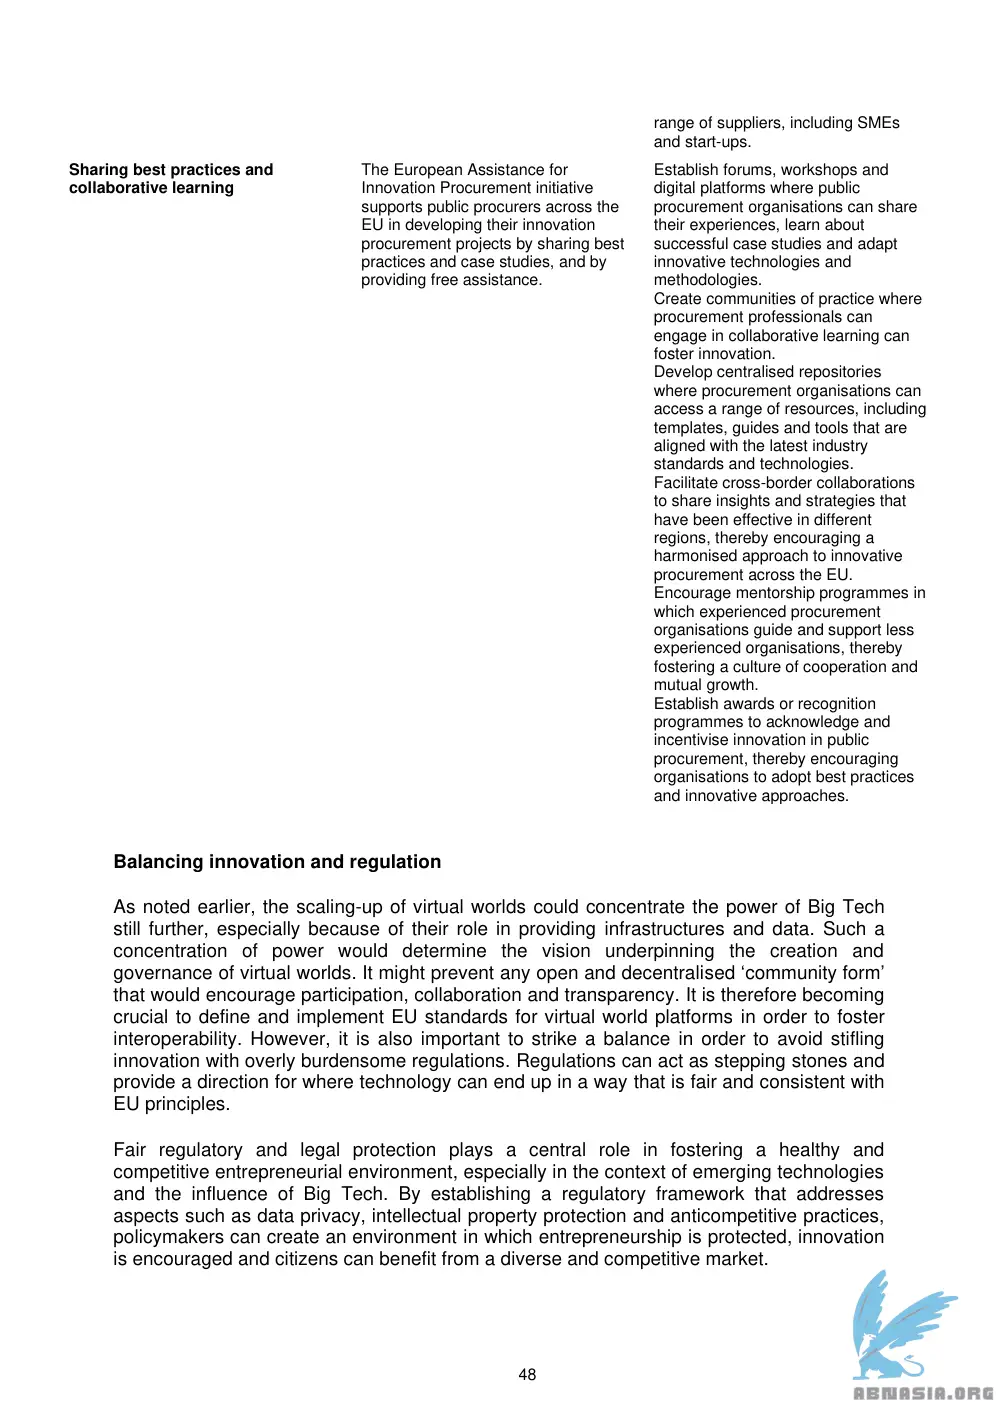 range of suppliers, including SMEs
and start-ups.
Sharing best practices and
collaborative learning
The European Assistance for
Innovation Procurement initiative
supports public procurers across the
EU in developing their innovation
procurement projects by sharing best
practices and case studies, and by
providing free assistance.
Establish forums, workshops and
digital platforms where public
procurement organisations can share
their experiences, learn about
successful case studies and adapt
innovative technologies and
methodologies.
Create communities of practice where
procurement professionals can
engage in collaborative learning can
foster innovation.
Develop centralised repositories
where procurement organisations can
access a range of resources, including
templates, guides and tools that are
aligned with the latest industry
standards and technologies.
Facilitate cross-border collaborations
to share insights and strategies that
have been effective in different
regions, thereby encouraging a
harmonised approach to innovative
procurement across the EU.
Encourage mentorship programmes in
which experienced procurement
organisations guide and support less
experienced organisations, thereby
fostering a culture of cooperation and
mutual growth.
Establish awards or recognition
programmes to acknowledge and
incentivise innovation in public
procurement, thereby encouraging
organisations to adopt best practices
and innovative approaches.
Balancing innovation and regulation
As noted earlier, the scaling-up of virtual worlds could concentrate the power of Big Tech
still further, especially because of their role in providing infrastructures and data. Such a
concentration of power would determine the vision underpinning the creation and
governance of virtual worlds. It might prevent any open and decentralised ‘community form’
that would encourage participation, collaboration and transparency. It is therefore becoming
crucial to define and implement EU standards for virtual world platforms in order to foster
interoperability. However, it is also important to strike a balance in order to avoid stifling
innovation with overly burdensome regulations. Regulations can act as stepping stones and
provide a direction for where technology can end up in a way that is fair and consistent with
EU principles.
Fair regulatory and legal protection plays a central role in fostering a healthy and
competitive entrepreneurial environment, especially in the context of emerging technologies
and the influence of Big Tech. By establishing a regulatory framework that addresses
aspects such as data privacy, intellectual property protection and anticompetitive practices,
policymakers can create an environment in which entrepreneurship is protected, innovation
is encouraged and citizens can benefit from a diverse and competitive market.
48
ABNASIA.ORG